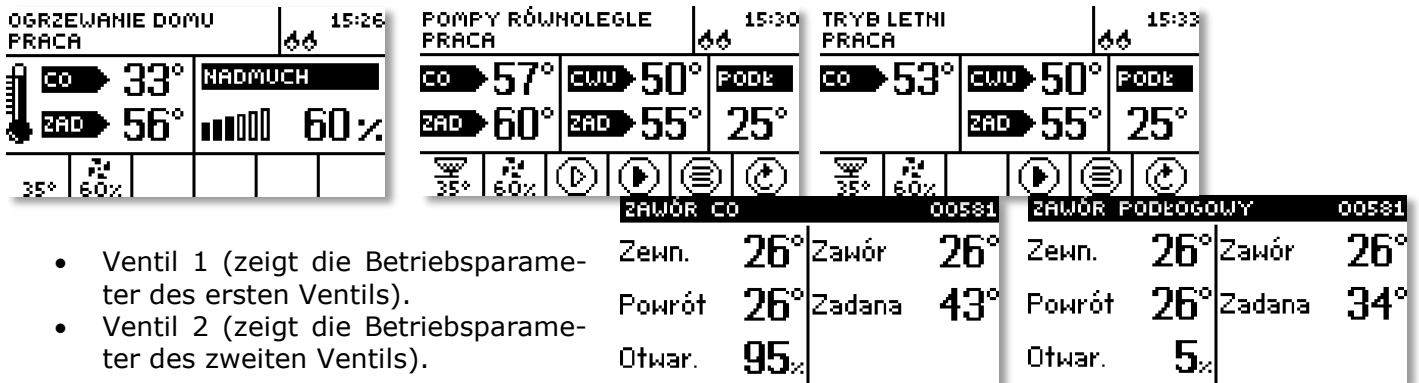 OGRZEWANIE DOMU 15:26
PRACA
CO 33° NADMUCH
ZAD 56° 60%
35° 60%
POMPY RÓWNOLEGLE 15:30
PRACA
CO 57° CWU 50° PODŁ
ZAD 60° ZAD 55° 25°
35° 60%
TRYB LETNI 15:33
PRACA
CO 53° CWU 50° PODŁ
ZAD 55° 25°
35° 60%
• Ventil 1 (zeigt die Betriebsparame-
ter des ersten Ventils).
• Ventil 2 (zeigt die Betriebsparame-
ter des zweiten Ventils).
ZAWÓR CO 00581
Zewn. 26° Zawór 26°
Powrót 26° Zadana 43°
Otwar. 95%
ZAWÓR PODŁOGOWY 00581
Zewn. 26° Zawór 26°
Powrót 26° Zadana 34°
Otwar. 5%